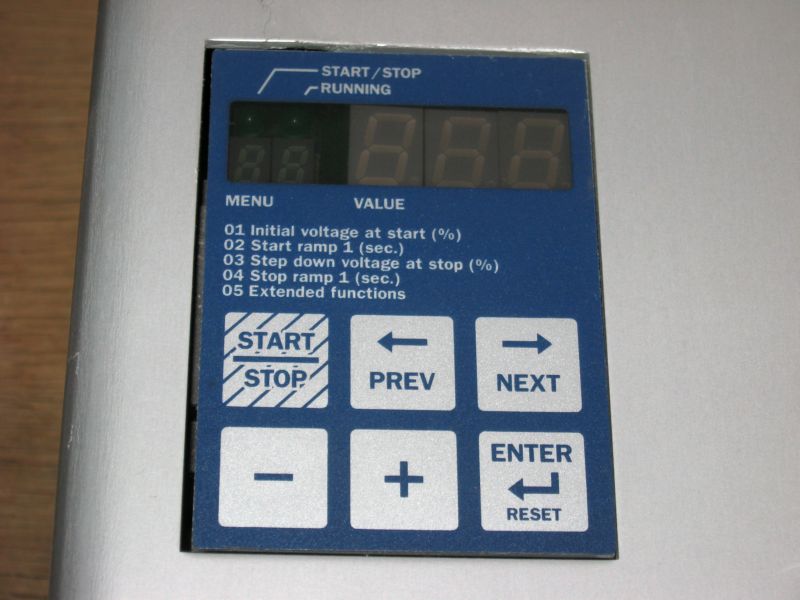 START/STOP
RUNNING
MENU VALUE
01 Initial voltage at start (%)
02 Start ramp 1 (sec.)
03 Step down voltage at stop (%)
04 Stop ramp 1 (sec.)
05 Extended functions
START
STOP
← PREV
→ NEXT
−
+
ENTER
RESET